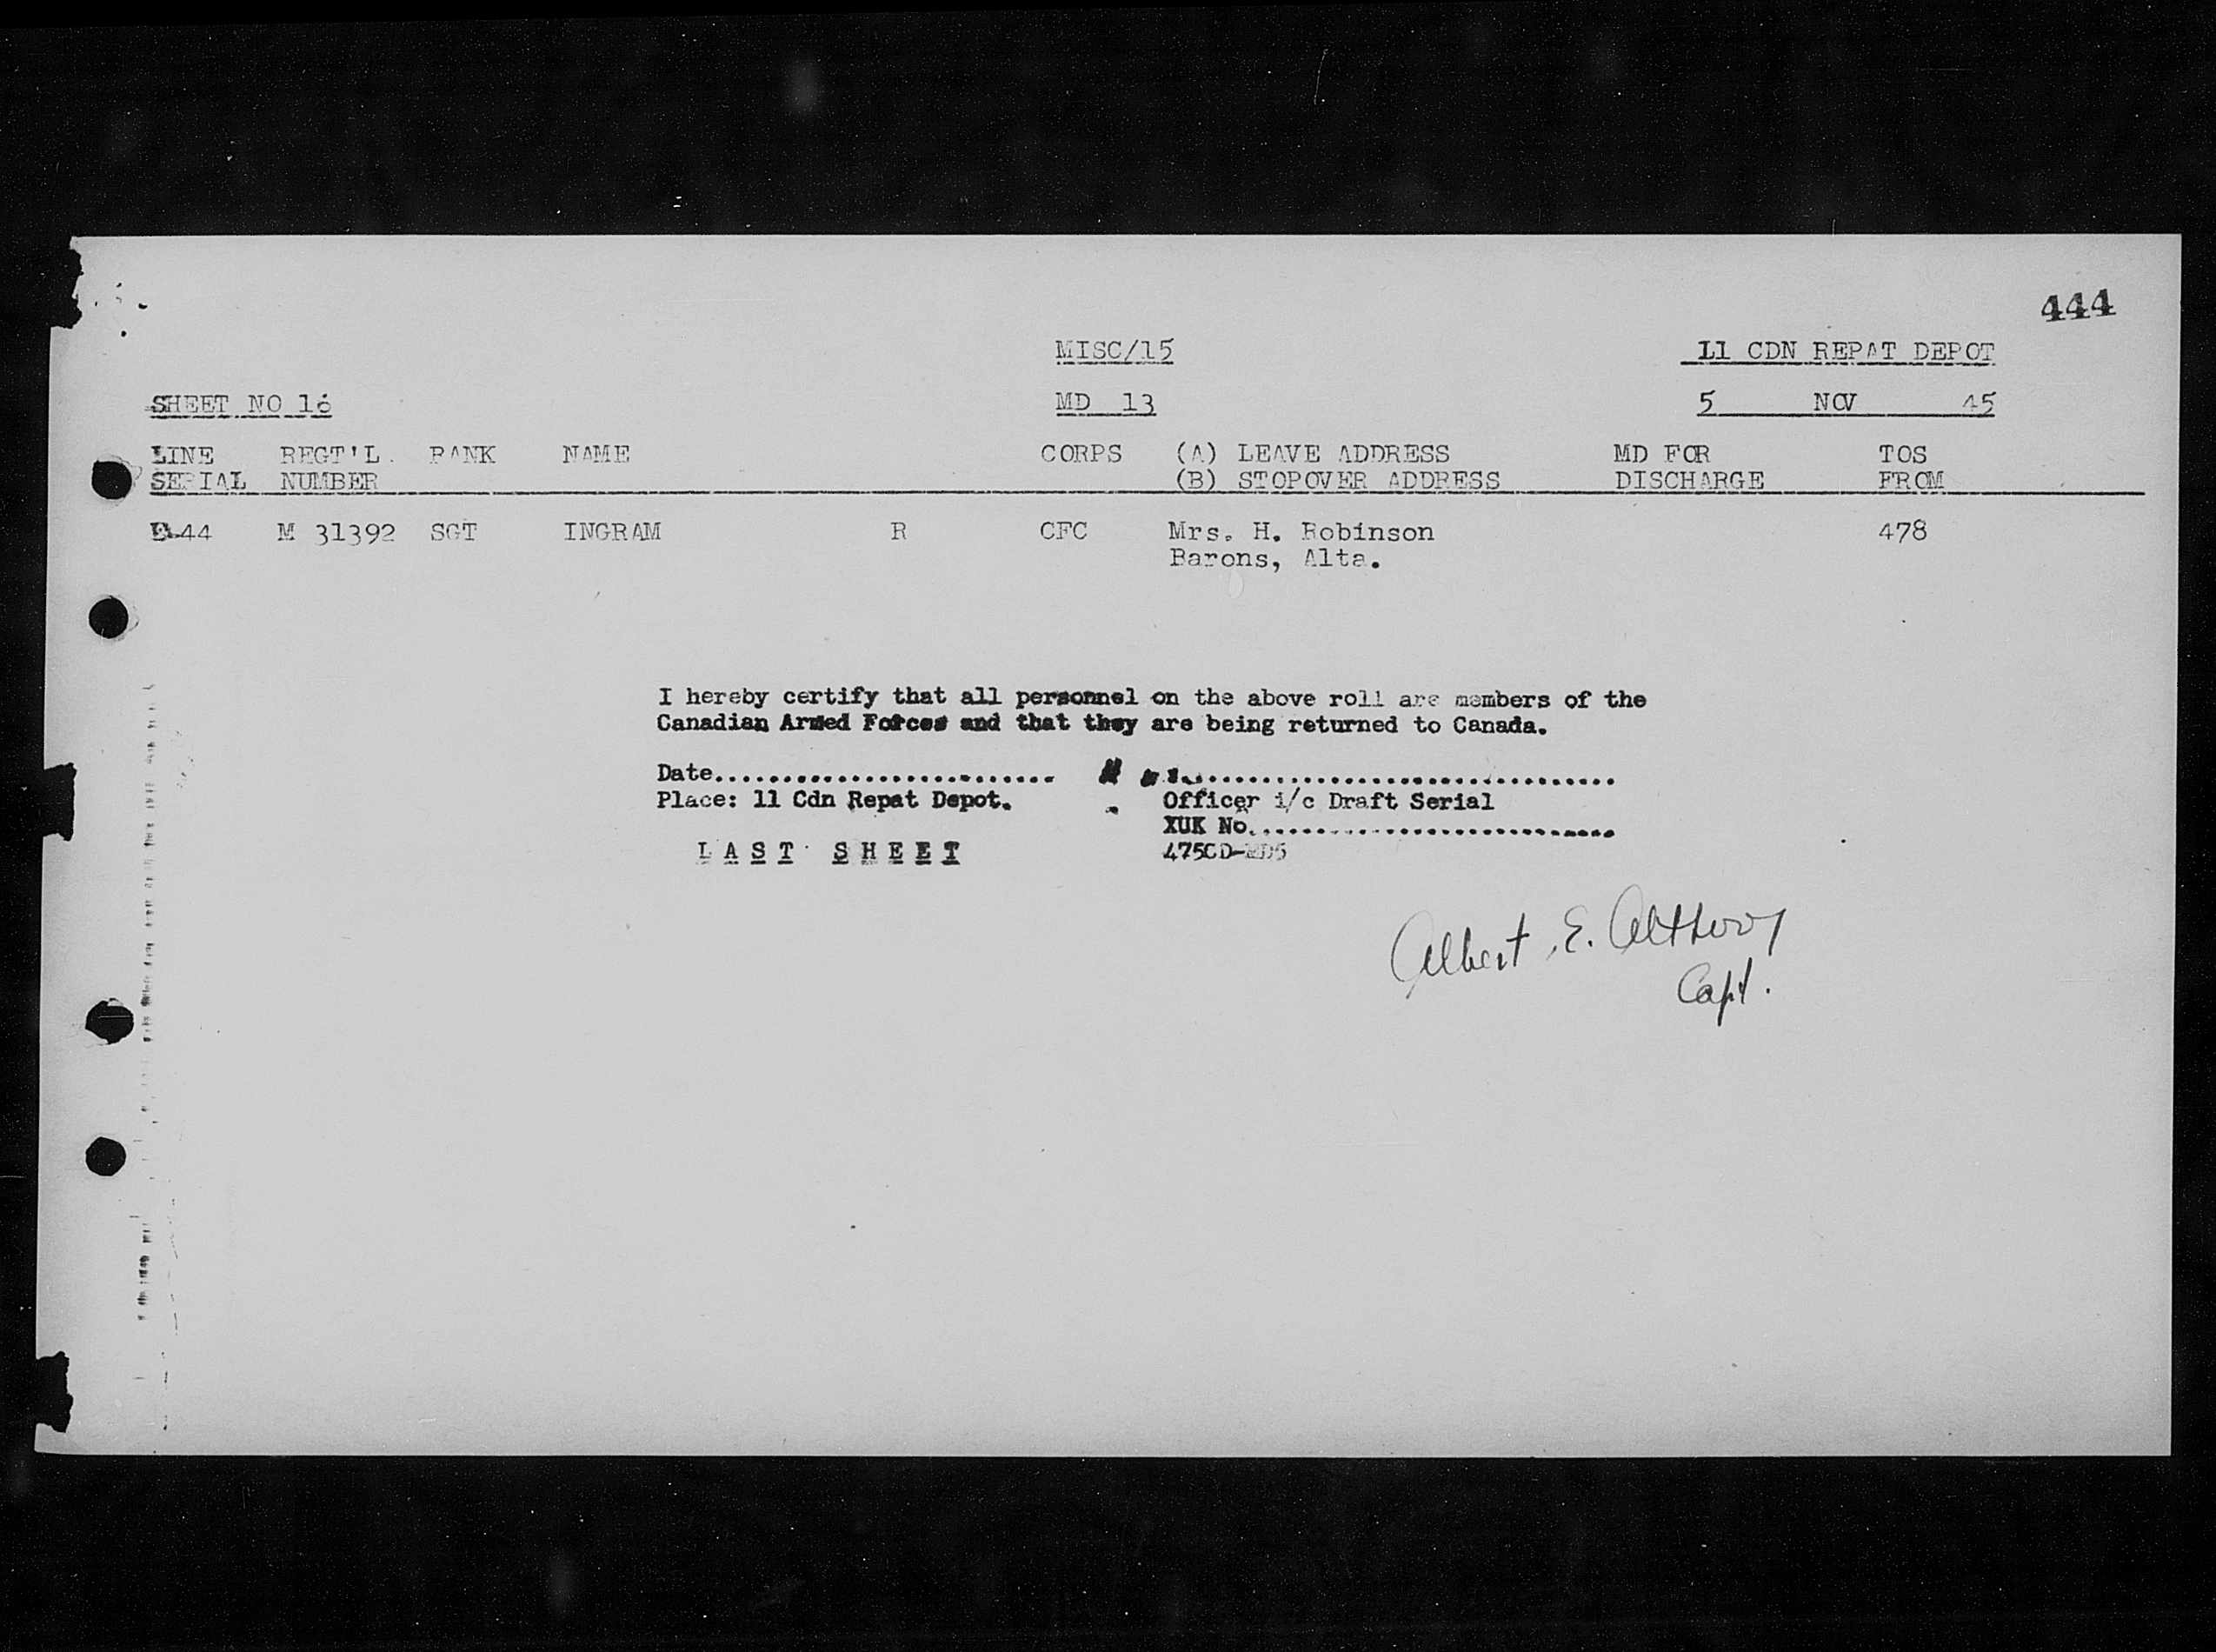 444
MISC/15 11 CDN REPAT DEPOT
SHEET NO 16 MD 13 5 NOV 45
LINE REGT'L. RANK NAME CORPS (A) LEAVE ADDRESS MD FOR TOS
SERIAL NUMBER (B) STOPOVER ADDRESS DISCHARGE FROM
44 M 31392 SGT INGRAM R CFC Mrs. H. Robinson 478
Barons, Alta.
I hereby certify that all personnel on the above roll are members of the
Canadian Armed Forces and that they are being returned to Canada.
Date..........................
Place: 11 Cdn Repat Depot. Officer i/c Draft Serial
XUK No...........................
LAST SHEET
Albert E.
Capt.